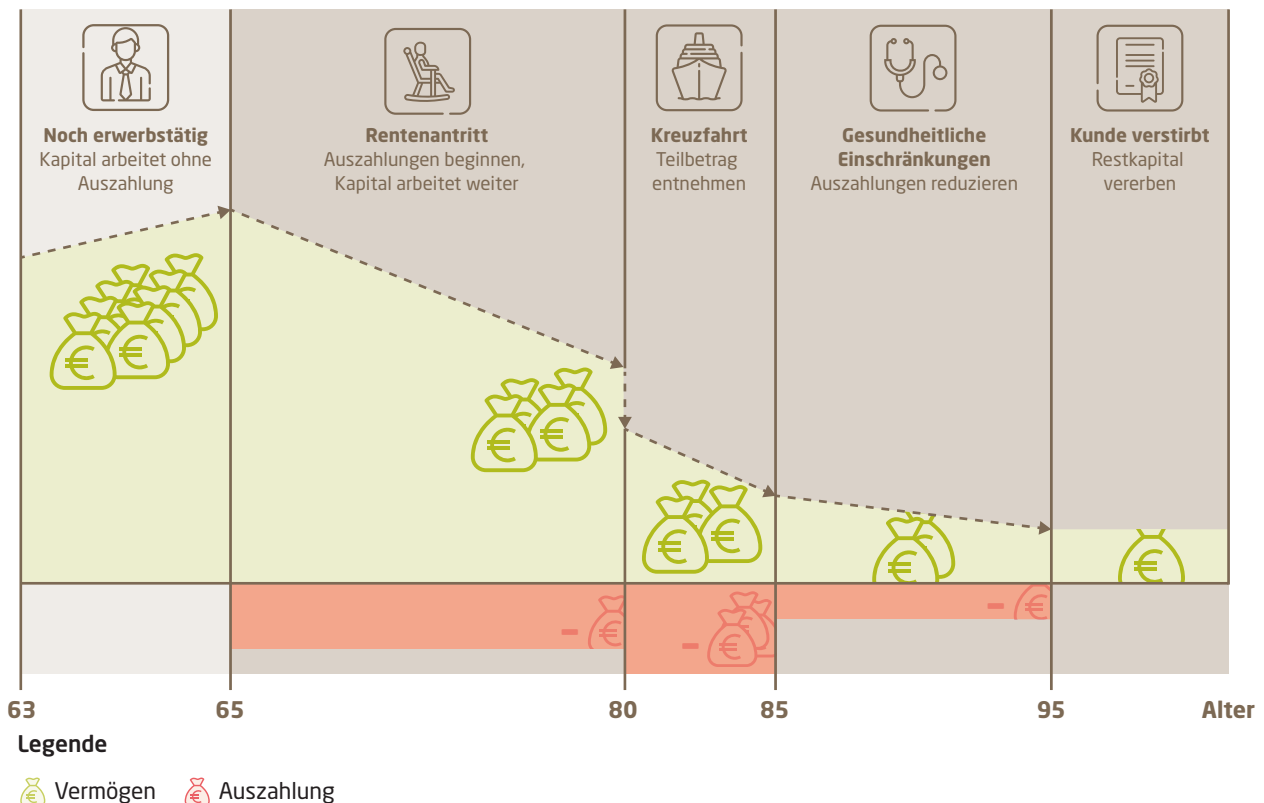 Noch erwerbstätig
Kapital arbeitet ohne
Auszahlung
Rentenantritt
Auszahlungen beginnen,
Kapital arbeitet weiter
Kreuzfahrt
Teilbetrag
entnehmen
Gesundheitliche
Einschränkungen
Auszahlungen reduzieren
Kunde verstirbt
Restkapital
vererben
€ €
€ €
€ €
€
€
- €
- € €
- €
63 65 80 85 95 Alter
Legende
€ Vermögen € Auszahlung